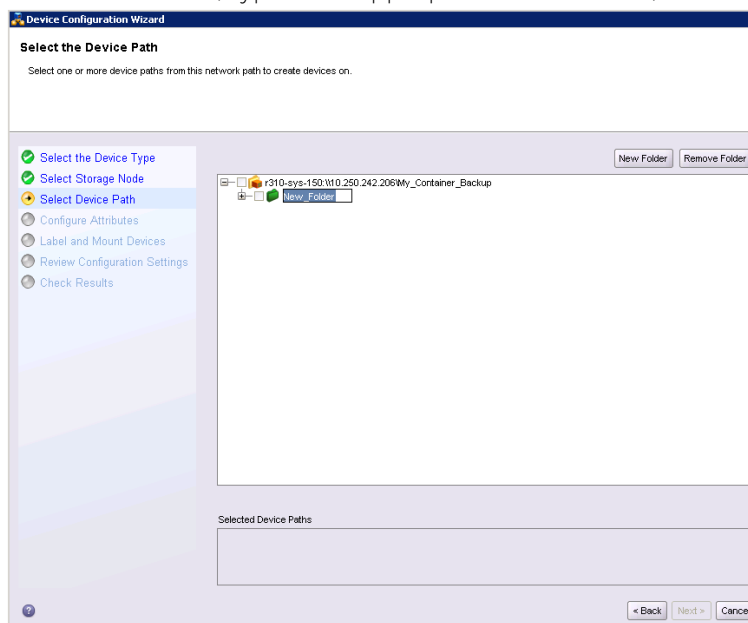 Device Configuration Wizard
Select the Device Path
Select one or more device paths from this network path to create devices on.
Select the Device Type
Select Storage Node
Select Device Path
Configure Attributes
Label and Mount Devices
Review Configuration Settings
Check Results
New Folder
Remove Folder
r310-sys-150:\\10.250.242.206\My_Container_Backup
New_Folder
Selected Device Paths
< Back
Next >
Cance